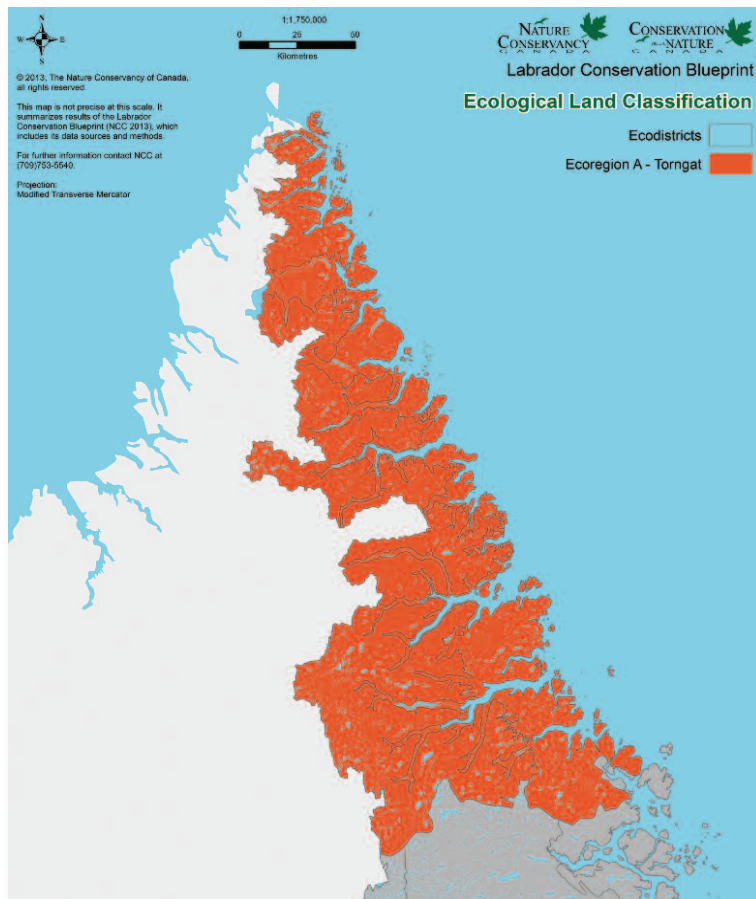 N
W E
S
1:1,750,000
0 25 50
Kilometres
NATURE
CONSERVANCY
CANADA
CONSERVATION
de la NATURE
CANADA
Labrador Conservation Blueprint
Ecological Land Classification
Ecodistricts
Ecoregion A - Torngat
© 2013, The Nature Conservancy of Canada,
all rights reserved.
This map is not precise at this scale. It
summarizes results of the Labrador
Conservation Blueprint (NCC 2013), which
includes its data sources and methods.
For further information contact NCC at
(709)753-5540.
Projection:
Modified Transverse Mercator